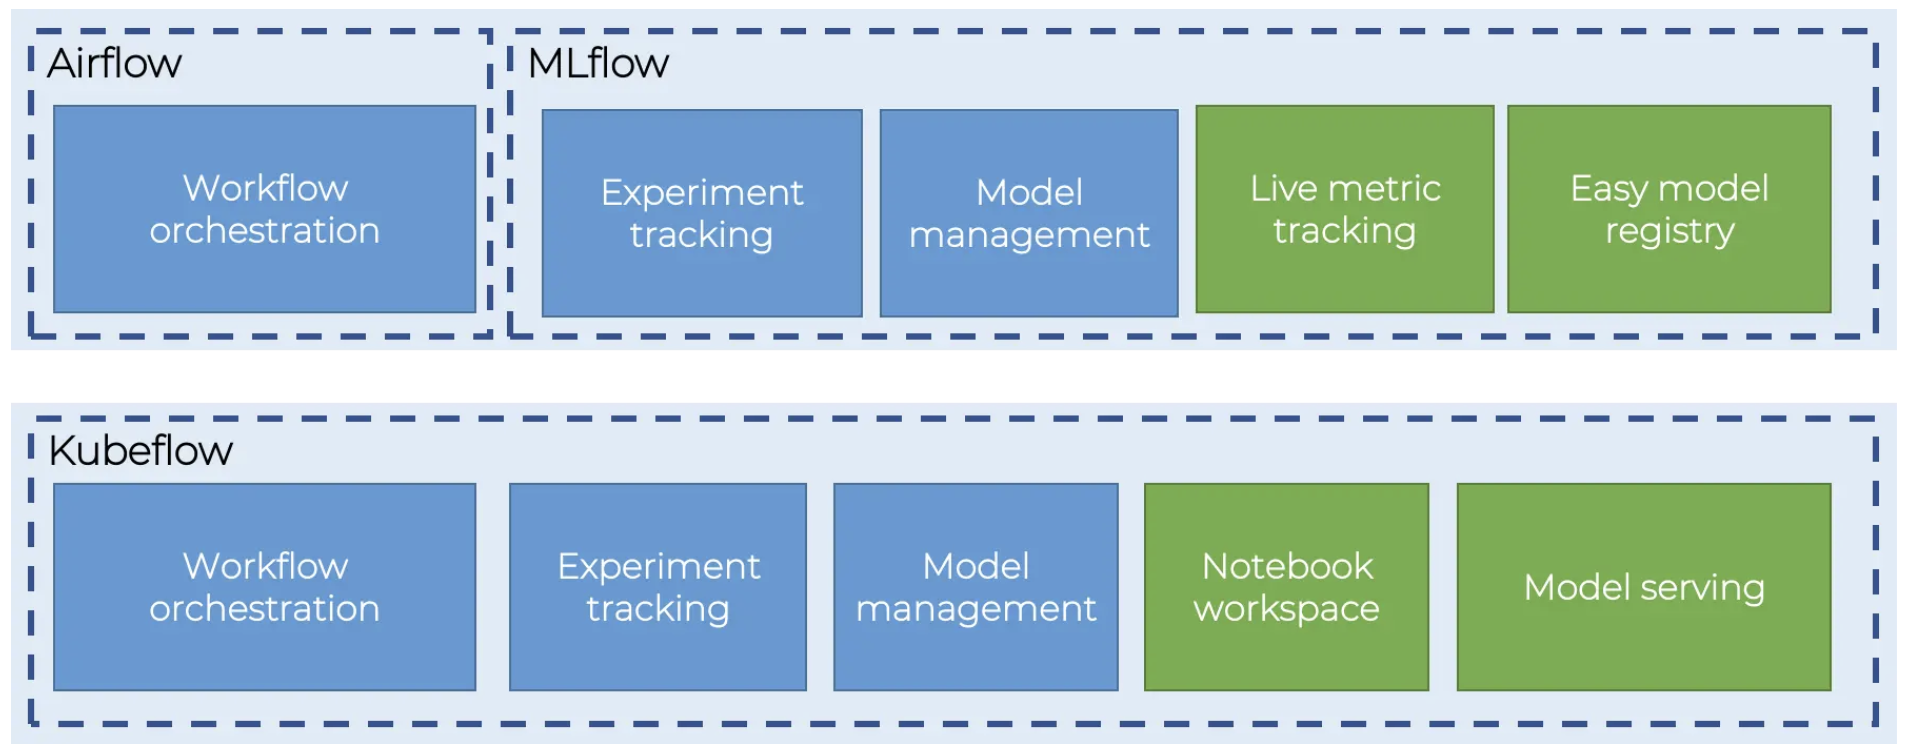 Airflow
MLflow
Workflow
orchestration
Experiment
tracking
Model
management
Live metric
tracking
Easy model
registry
Kubeflow
Workflow
orchestration
Experiment
tracking
Model
management
Notebook
workspace
Model serving